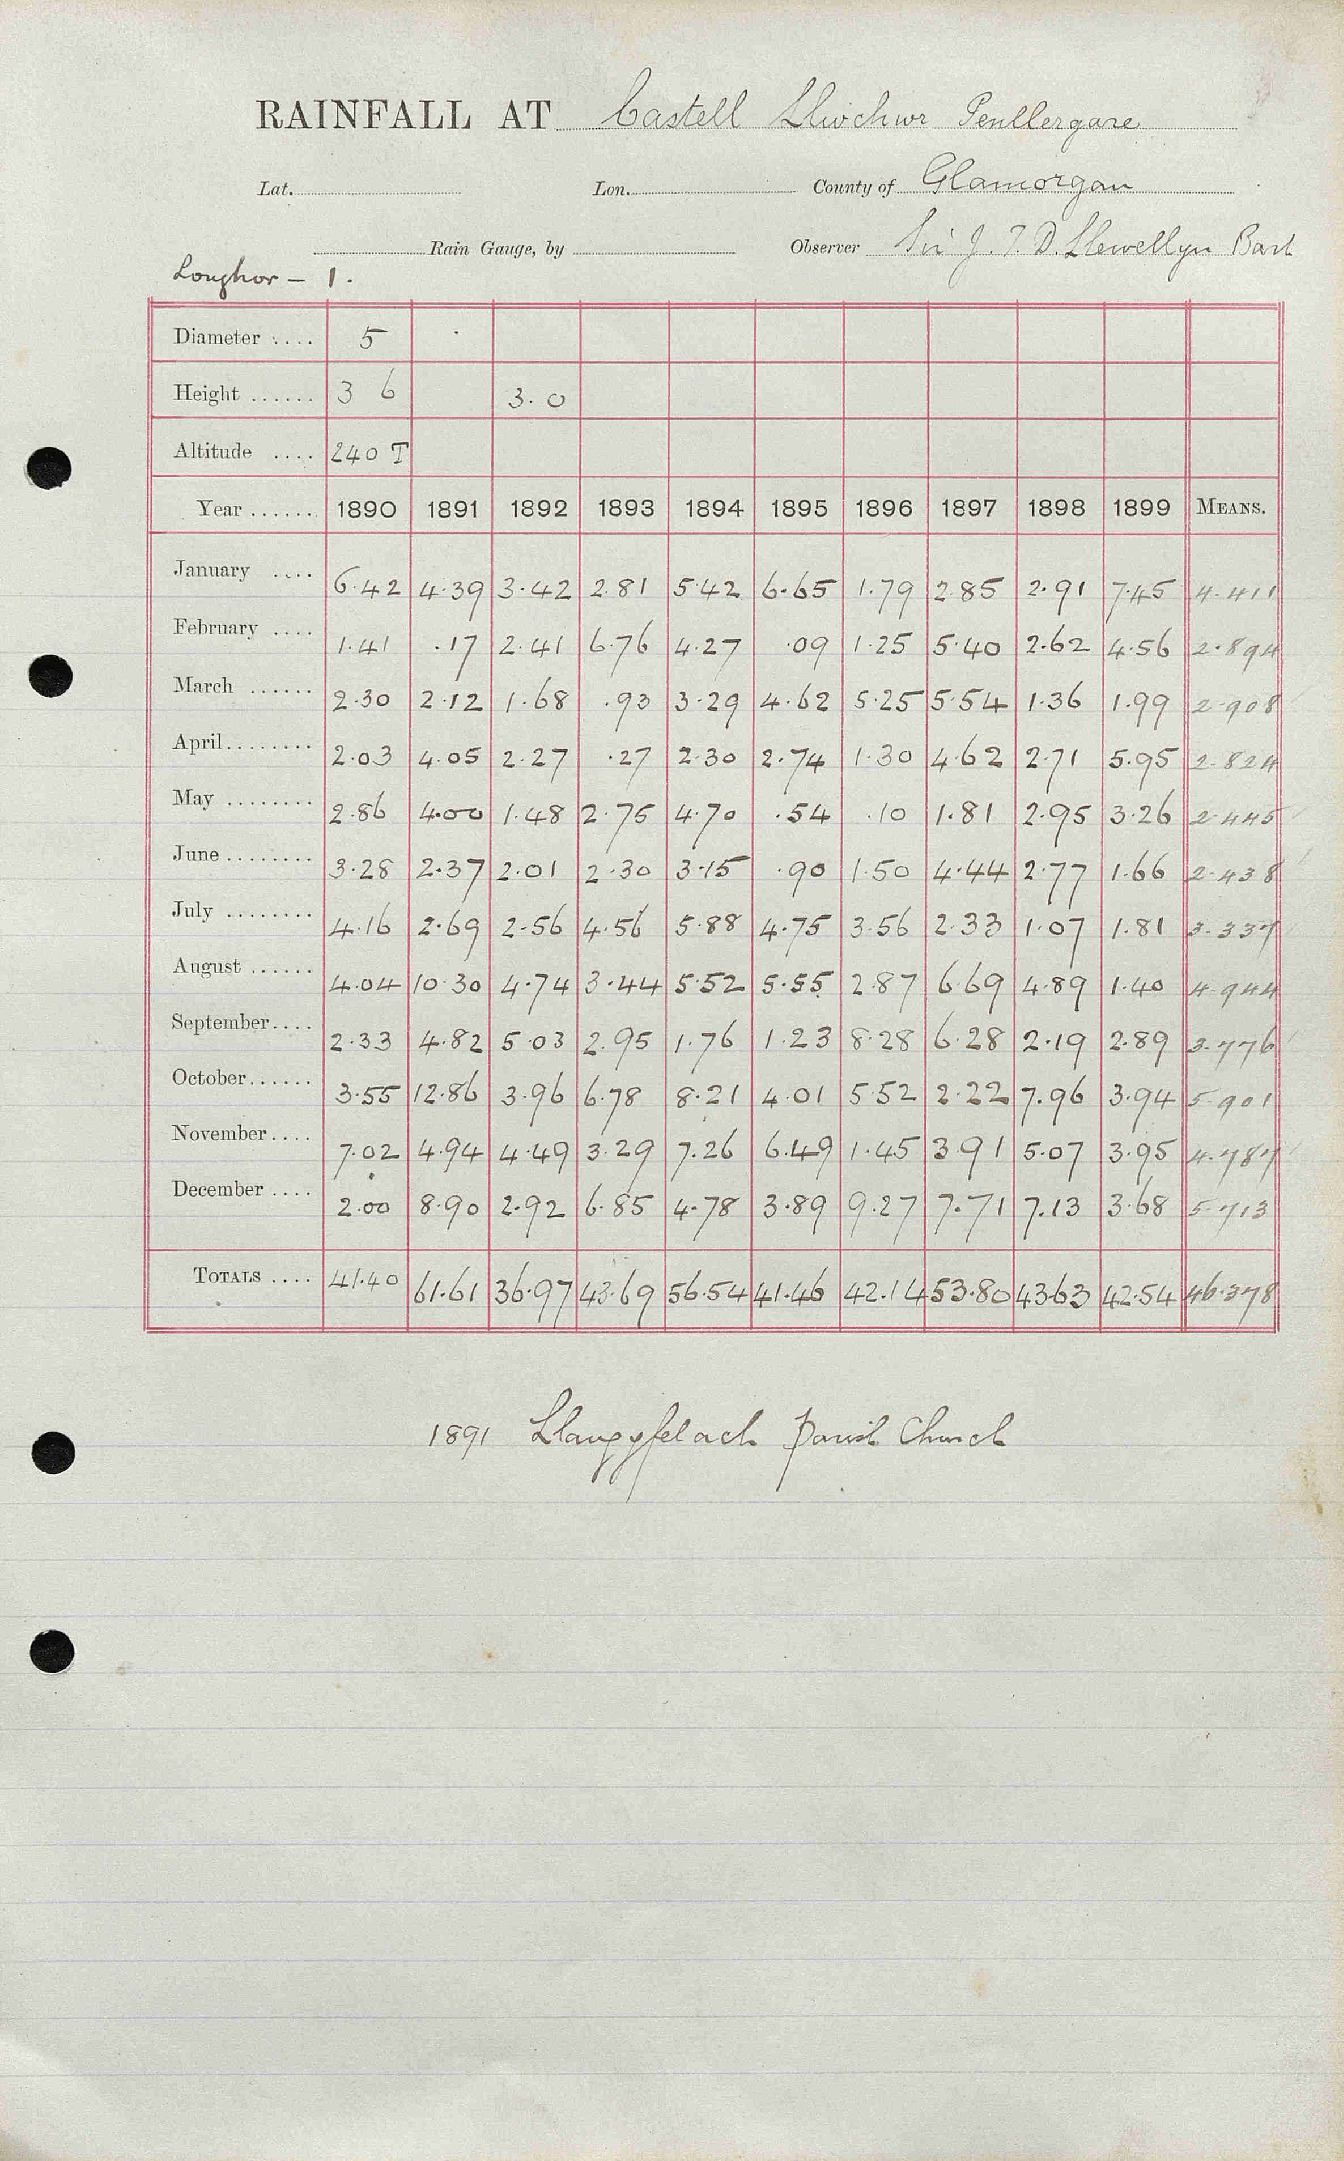 RAINFALL AT Castell Llwchwr Penllergare
Lat. Lon. County of Glamorgan
Rain Gauge, by Observer Sir J. T. D. Llewellyn Bart
Loughor – 1.
Diameter .... 5
Height ...... 3 6 3.0
Altitude .... 240 T
Year ...... 1890 1891 1892 1893 1894 1895 1896 1897 1898 1899 MEANS.
January .... 6.42 4.39 3.42 2.81 5.42 6.65 1.79 2.85 2.91 7.45 4.411
February .... 1.41 .17 2.41 6.76 4.27 .09 1.25 5.40 2.62 4.56 2.894
March ...... 2.30 2.12 1.68 .93 3.29 4.62 5.25 5.54 1.36 1.99 2.908
April ........ 2.03 4.05 2.27 .27 2.30 2.74 1.30 4.62 2.71 5.95 2.824
May ........ 2.86 4.00 1.48 2.75 4.70 .54 .10 1.81 2.95 3.26 2.445
June ........ 3.28 2.37 2.01 2.30 3.15 .90 1.50 4.44 2.77 1.66 2.438
July ........ 4.16 2.69 2.56 4.56 5.88 4.75 3.56 2.33 1.07 1.81 3.337
August ...... 4.04 10.30 4.74 3.44 5.52 5.55 2.87 6.69 4.89 1.40 4.944
September .... 2.33 4.82 5.03 2.95 1.76 1.23 8.28 6.28 2.19 2.89 3.776
October ...... 3.55 12.86 3.96 6.78 8.21 4.01 5.52 2.22 7.96 3.94 5.901
November .... 7.02 4.94 4.49 3.29 7.26 6.49 1.45 3.91 5.07 3.95 4.787
December .... 2.00 8.90 2.92 6.85 4.78 3.89 9.27 7.71 7.13 3.68 5.713
TOTALS .... 41.40 61.61 36.97 43.69 56.54 41.46 42.14 53.80 43.63 42.54 46.378
1891 Llangyfelach Parish Church